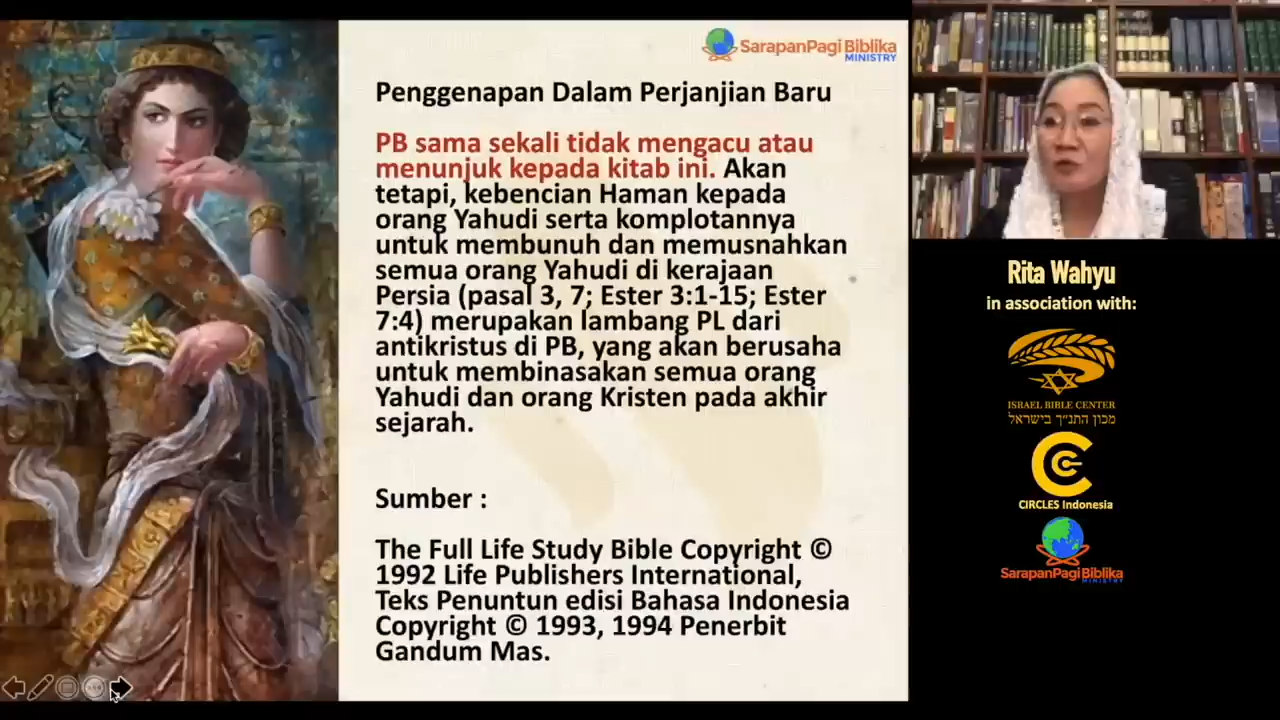 SarapanPagi Biblika
MINISTRY
Penggenapan Dalam Perjanjian Baru
PB sama sekali tidak mengacu atau
menunjuk kepada kitab ini. Akan
tetapi, kebencian Haman kepada
orang Yahudi serta komplotannya
untuk membunuh dan memusnahkan
semua orang Yahudi di kerajaan
Persia (pasal 3, 7; Ester 3:1-15; Ester
7:4) merupakan lambang PL dari
antikristus di PB, yang akan berusaha
untuk membinasakan semua orang
Yahudi dan orang Kristen pada akhir
sejarah.
Sumber :
The Full Life Study Bible Copyright ©
1992 Life Publishers International,
Teks Penuntun edisi Bahasa Indonesia
Copyright © 1993, 1994 Penerbit
Gandum Mas.
Rita Wahyu
in association with:
ISRAEL BIBLE CENTER
מכון התנ״ך בישראל
CIRCLES Indonesia
SarapanPagi Biblika
MINISTRY